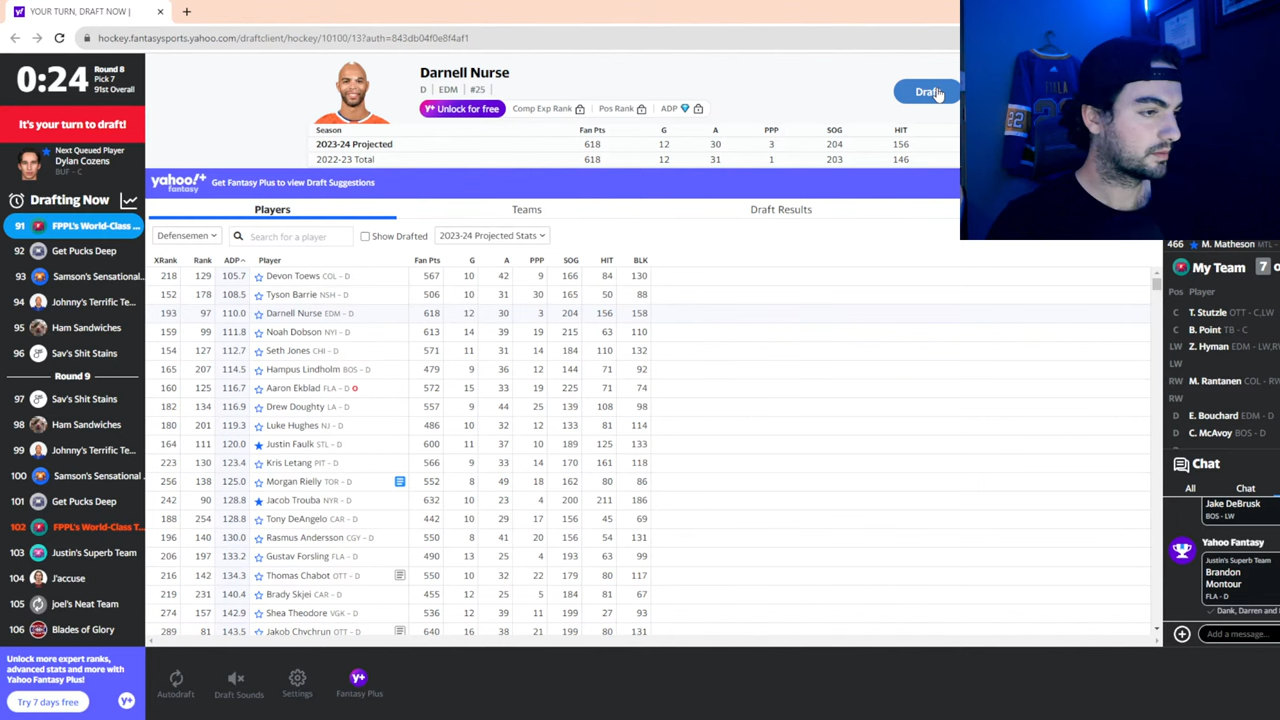 YOUR TURN, DRAFT NOW |
hockey.fantasysports.yahoo.com/draftclient/hockey/10100/13?auth=843db04f0e8f4af1
0:24
Round 8
Pick 7
91st Overall
It's your turn to draft!
Next Queued Player
Dylan Cozens
BUF - C
Drafting Now
91 FPPL's World-Class ...
92 Get Pucks Deep
93 Samson's Sensational
94 Johnny's Terrific Te...
95 Ham Sandwiches
96 Sav's Shit Stains
Round 9
97 Sav's Shit Stains
98 Ham Sandwiches
99 Johnny's Terrific Te...
100 Samson's Sensational
101 Get Pucks Deep
102 FPPL's World-Class T...
103 Justin's Superb Team
104 J'accuse
105 Joel's Neat Team
106 Blades of Glory
Unlock more expert ranks,
advanced stats and more with
Yahoo Fantasy Plus!
Try 7 days free
y+
Darnell Nurse
D | EDM | #25
y+ Unlock for free Comp Exp Rank Pos Rank ADP
Draft
Season Fan Pts G A PPP SOG HIT
2023-24 Projected 618 12 30 3 204 156
2022-23 Total 618 12 31 1 203 146
yahoo!+
fantasy
Get Fantasy Plus to view Draft Suggestions
Players Teams Draft Results
Defensemen Search for a player Show Drafted 2023-24 Projected Stats
XRank Rank ADP Player Fan Pts G A PPP SOG HIT BLK
218 129 105.7 Devon Toews COL - D 567 10 42 9 166 84 130
152 178 108.5 Tyson Barrie NSH - D 506 10 31 30 165 50 88
193 97 110.0 Darnell Nurse EDM - D 618 12 30 3 204 156 158
159 99 111.8 Noah Dobson NYI - D 613 14 39 19 215 63 110
154 127 112.7 Seth Jones CHI - D 571 11 31 14 184 110 132
165 207 114.5 Hampus Lindholm BOS - D 479 9 36 12 144 71 92
160 125 116.7 Aaron Ekblad FLA - D O 572 15 33 19 225 71 74
182 134 116.9 Drew Doughty LA - D 557 9 44 25 139 108 98
180 201 119.3 Luke Hughes NJ - D 486 10 32 12 133 81 114
164 111 120.0 Justin Faulk STL - D 600 11 37 10 189 125 133
223 130 123.4 Kris Letang PIT - D 566 9 33 14 170 161 118
256 138 125.0 Morgan Rielly TOR - D 552 8 49 18 162 80 86
242 90 128.8 Jacob Trouba NYR - D 632 10 23 4 200 211 186
188 254 128.8 Tony DeAngelo CAR - D 442 10 29 17 156 45 69
196 140 130.0 Rasmus Andersson CGY - D 550 8 41 20 156 54 131
206 197 133.2 Gustav Forsling FLA - D 490 13 25 4 193 63 99
216 142 134.3 Thomas Chabot OTT - D 550 11 32 22 179 80 117
219 231 140.4 Brady Skjei CAR - D 455 12 25 5 184 81 67
274 157 142.9 Shea Theodore VGK - D 536 12 39 11 199 27 93
289 81 143.5 Jakob Chychrun OTT - D 640 16 38 21 199 80 131
Autodraft
Draft Sounds
Settings
y+
Fantasy Plus
22
466 M. Matheson MTL -
My Team 7
Pos Player
C T. Stutzle OTT - C,LW
C B. Point TB - C
LW Z. Hyman EDM - LW,R
LW
RW M. Rantanen COL - RW
RW
D E. Bouchard EDM - D
D C. McAvoy BOS - D
Chat
All Chat
Jake DeBrusk
BOS - LW
Yahoo Fantasy
Justin's Superb Team
Brandon
Montour
FLA - D
Dank, Darren and
Add a message...